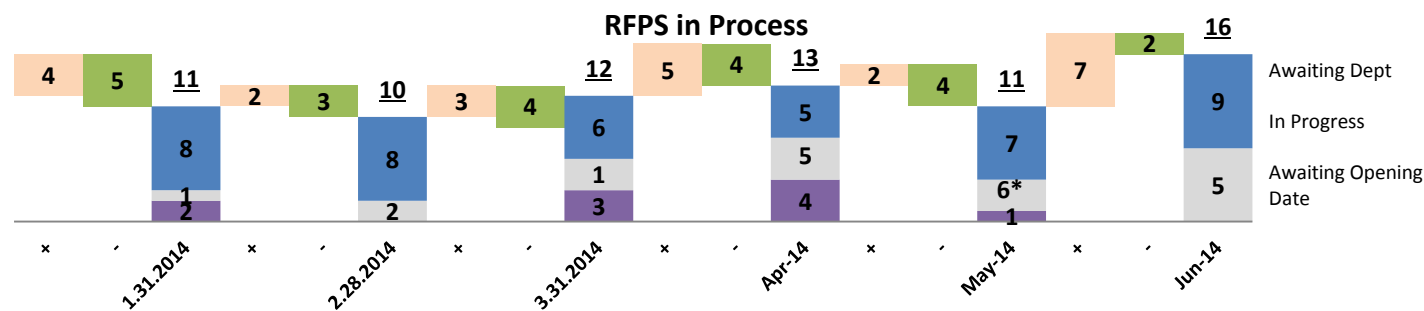 RFPS in Process
4 5 11 2 3 10 3 4 12 5 4 13 2 4 11 7 2 16
8 8 6 5 7 9
1 2 1 5 6* 5
2 3 4 1
Awaiting Dept
In Progress
Awaiting Opening
Date
+ - 1.31.2014 + - 2.28.2014 + - 3.31.2014 + - Apr-14 + - May-14 + - Jun-14